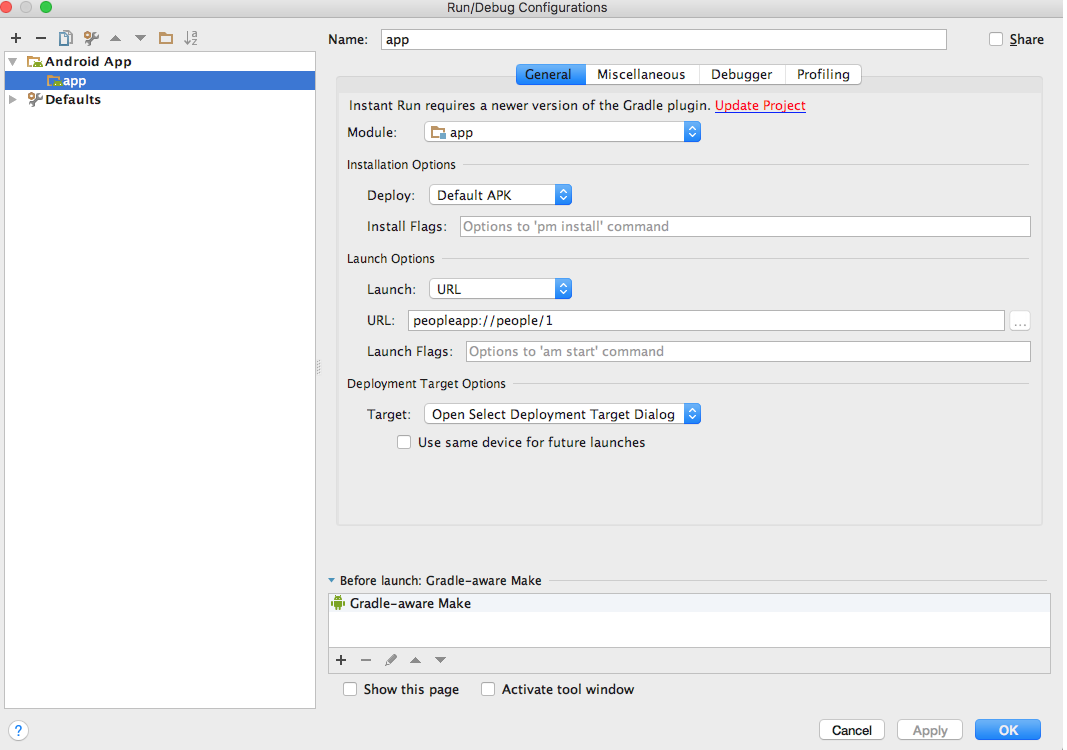 Run/Debug Configurations
Android App
app
Defaults
Name: app Share
General Miscellaneous Debugger Profiling
Instant Run requires a newer version of the Gradle plugin. Update Project
Module: app
Installation Options
Deploy: Default APK
Install Flags: Options to 'pm install' command
Launch Options
Launch: URL
URL: peopleapp://people/1 ...
Launch Flags: Options to 'am start' command
Deployment Target Options
Target: Open Select Deployment Target Dialog
Use same device for future launches
Before launch: Gradle-aware Make
Gradle-aware Make
Show this page Activate tool window
? Cancel Apply OK